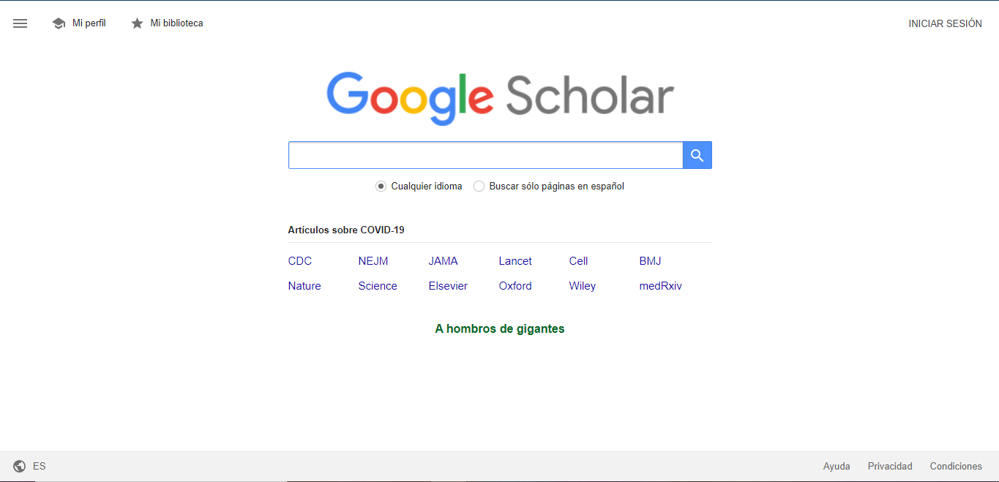 Mi perfil Mi biblioteca INICIAR SESIÓN
Google Scholar
Cualquier idioma Buscar sólo páginas en español
Artículos sobre COVID-19
CDC NEJM JAMA Lancet Cell BMJ
Nature Science Elsevier Oxford Wiley medRxiv
A hombros de gigantes
ES Ayuda Privacidad Condiciones